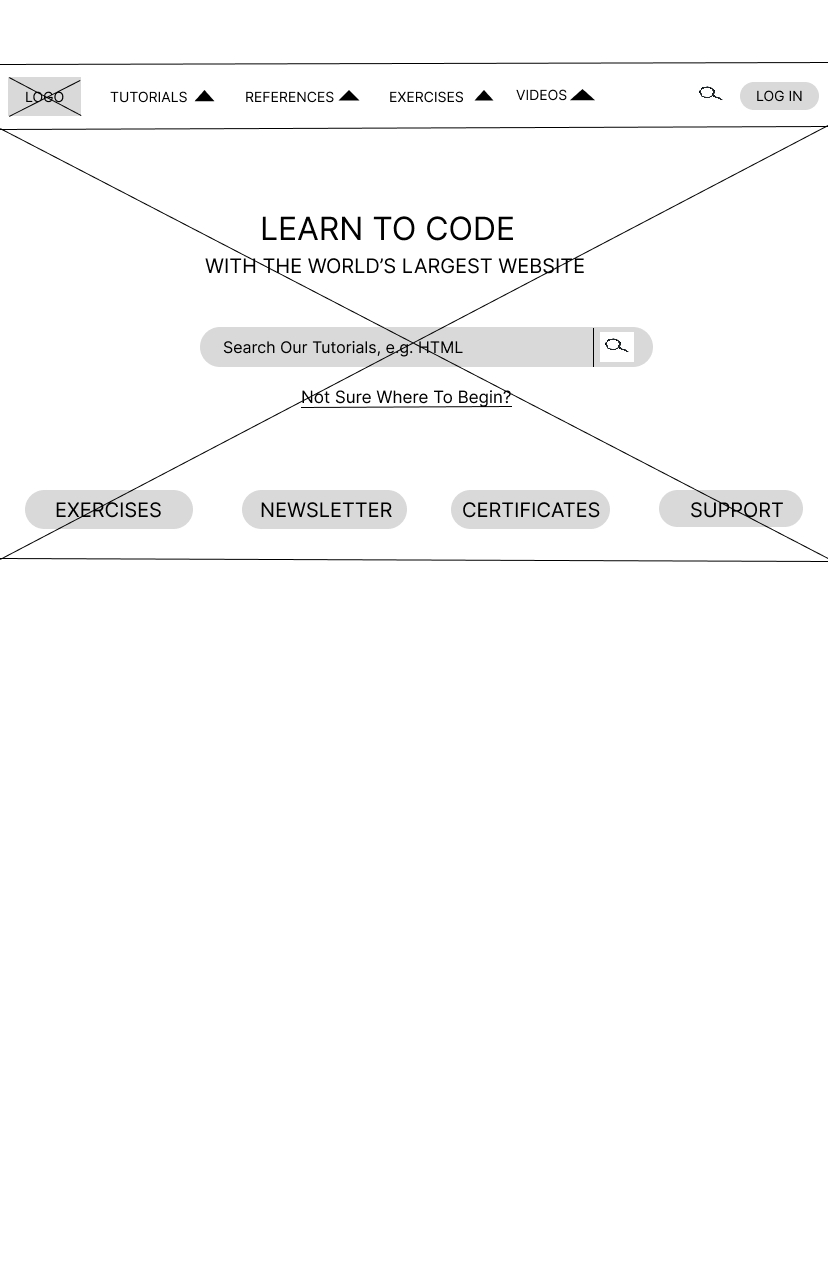 LOGO TUTORIALS REFERENCES EXERCISES VIDEOS LOG IN
LEARN TO CODE
WITH THE WORLD’S LARGEST WEBSITE
Search Our Tutorials, e.g. HTML
Not Sure Where To Begin?
EXERCISES NEWSLETTER CERTIFICATES SUPPORT